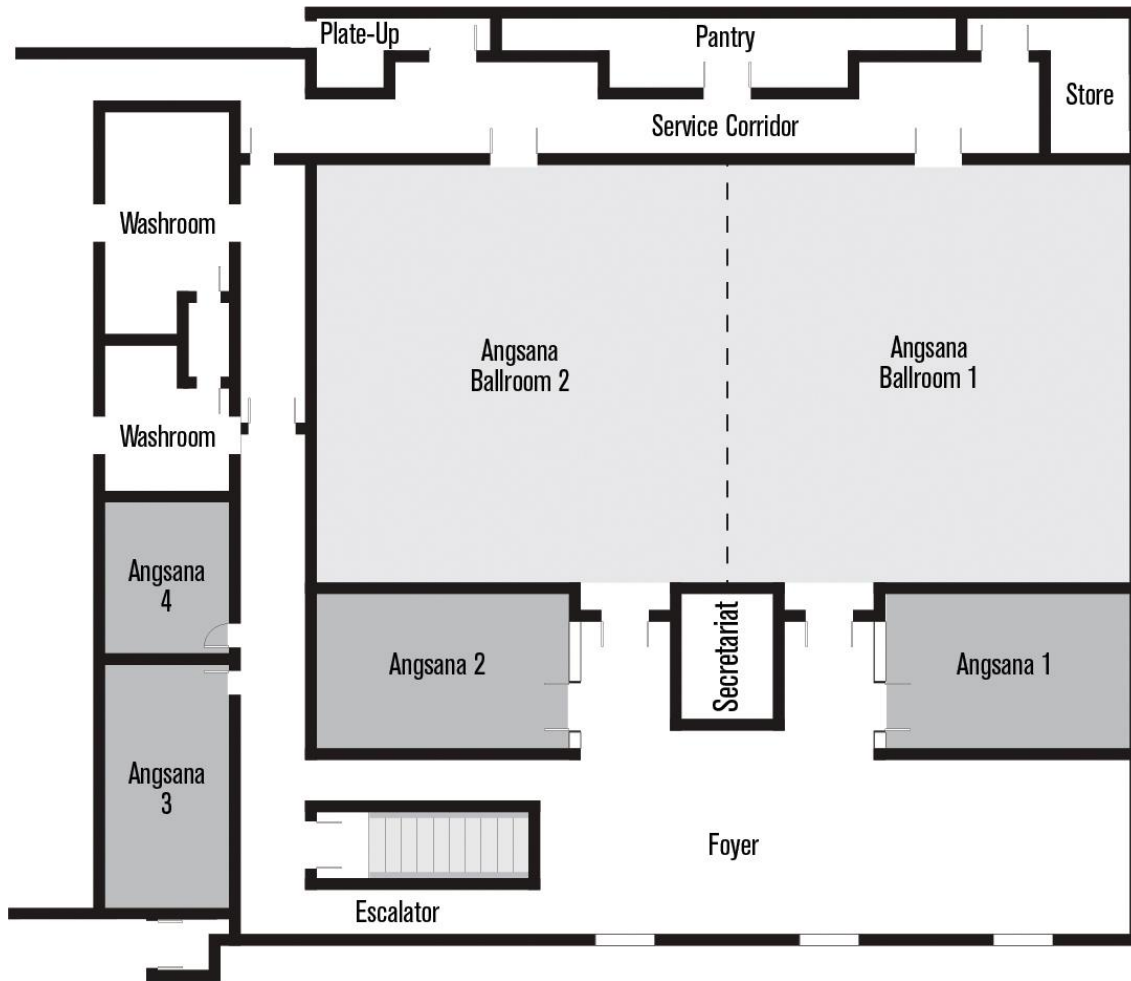 Plate-Up
Pantry
Store
Service Corridor
Washroom
Angsana
Ballroom 2
Angsana
Ballroom 1
Washroom
Angsana
4
Angsana 2
Secretariat
Angsana 1
Angsana
3
Foyer
Escalator